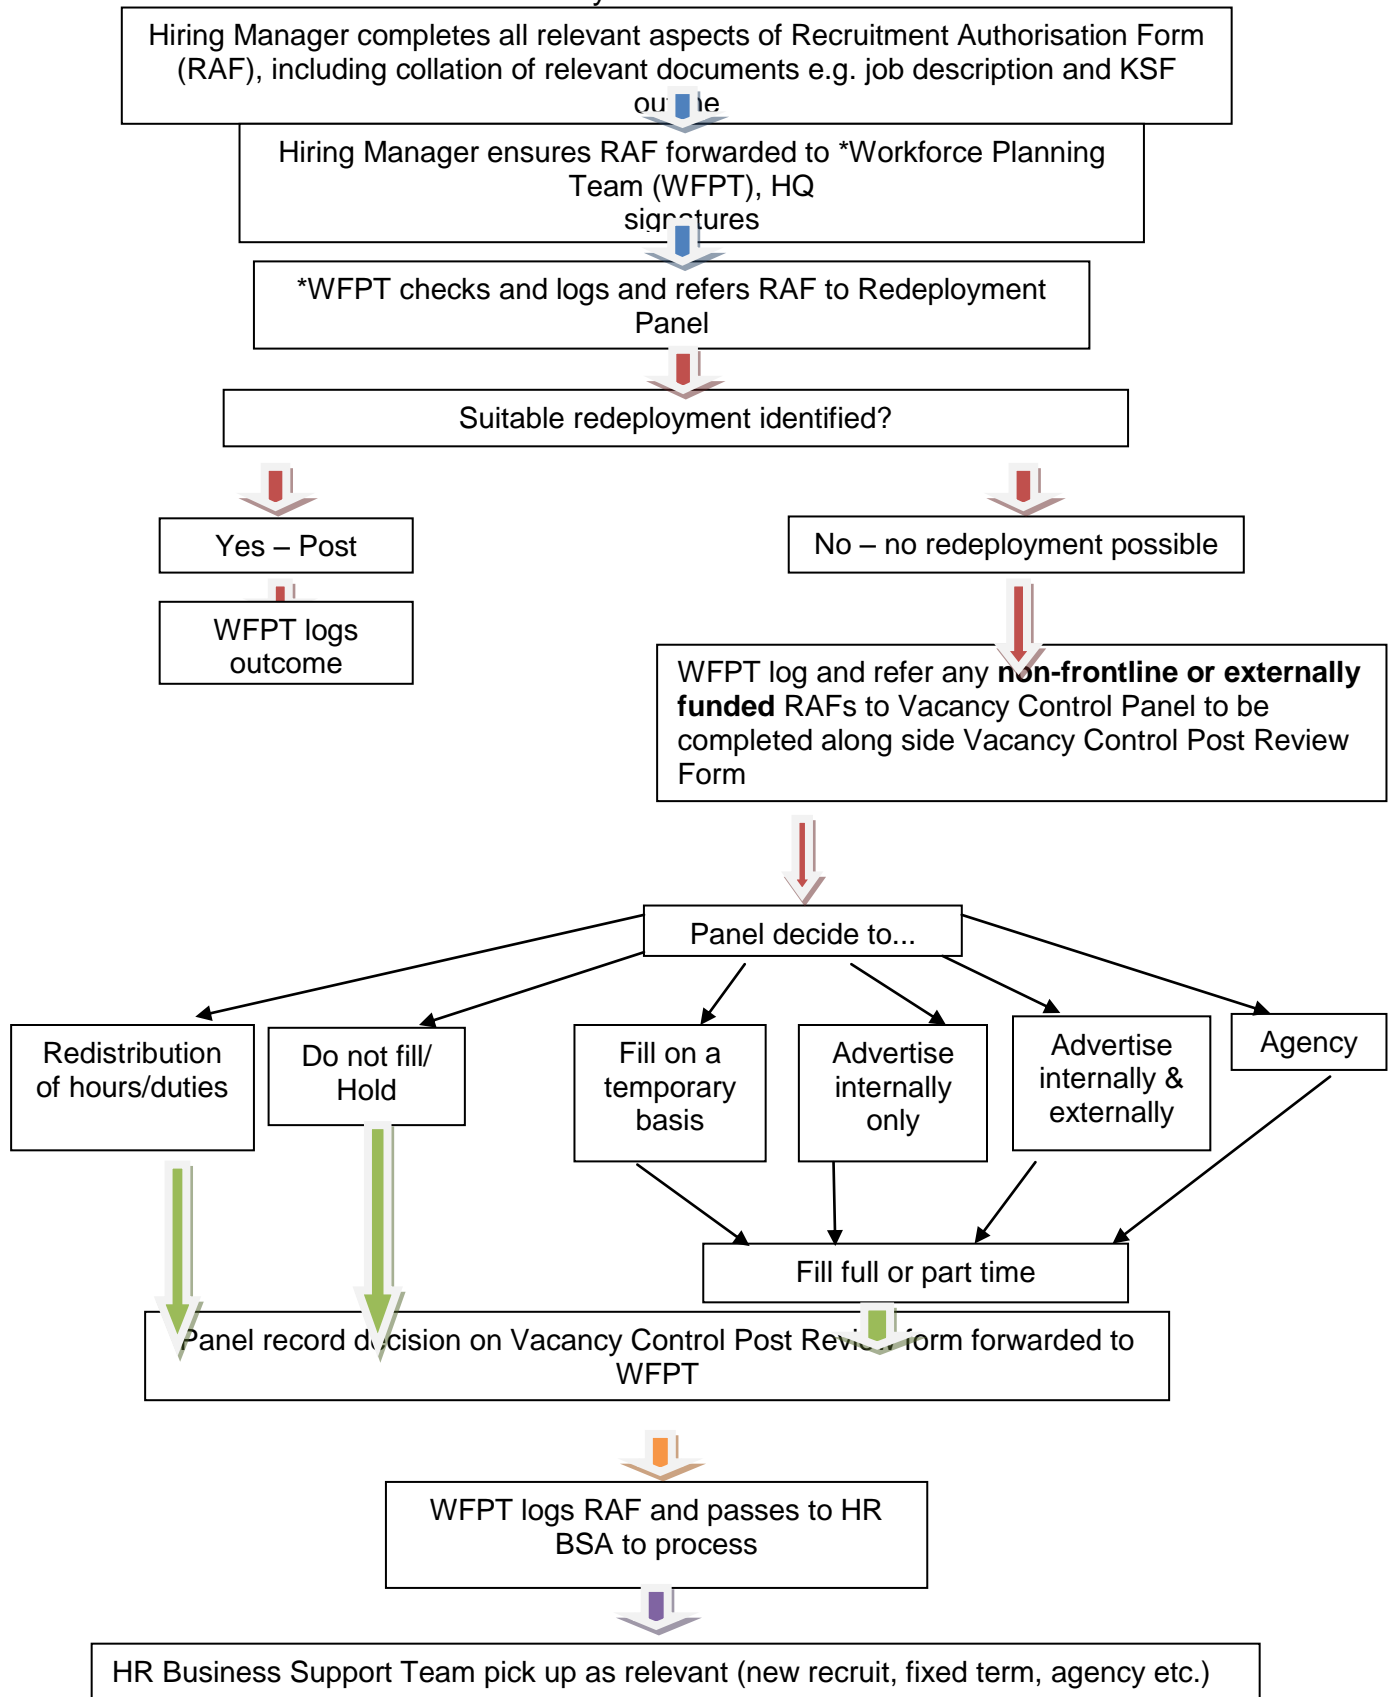 Hiring Manager completes all relevant aspects of Recruitment Authorisation Form
(RAF), including collation of relevant documents e.g. job description and KSF
Hiring Manager ensures RAF forwarded to *Workforce Planning
Team (WFPT), HQ
signatures
*WFPT checks and logs and refers RAF to Redeployment
Panel
Suitable redeployment identified?
Yes – Post
No – no redeployment possible
WFPT logs
outcome
WFPT log and refer any non-frontline or externally
funded RAFs to Vacancy Control Panel to be
completed along side Vacancy Control Post Review
Form
Panel decide to...
Redistribution
of hours/duties
Do not fill/
Hold
Fill on a
temporary
basis
Advertise
internally
only
Advertise
internally &
externally
Agency
Fill full or part time
Panel record decision on Vacancy Control Post Review form forwarded to
WFPT
WFPT logs RAF and passes to HR
BSA to process
HR Business Support Team pick up as relevant (new recruit, fixed term, agency etc.)